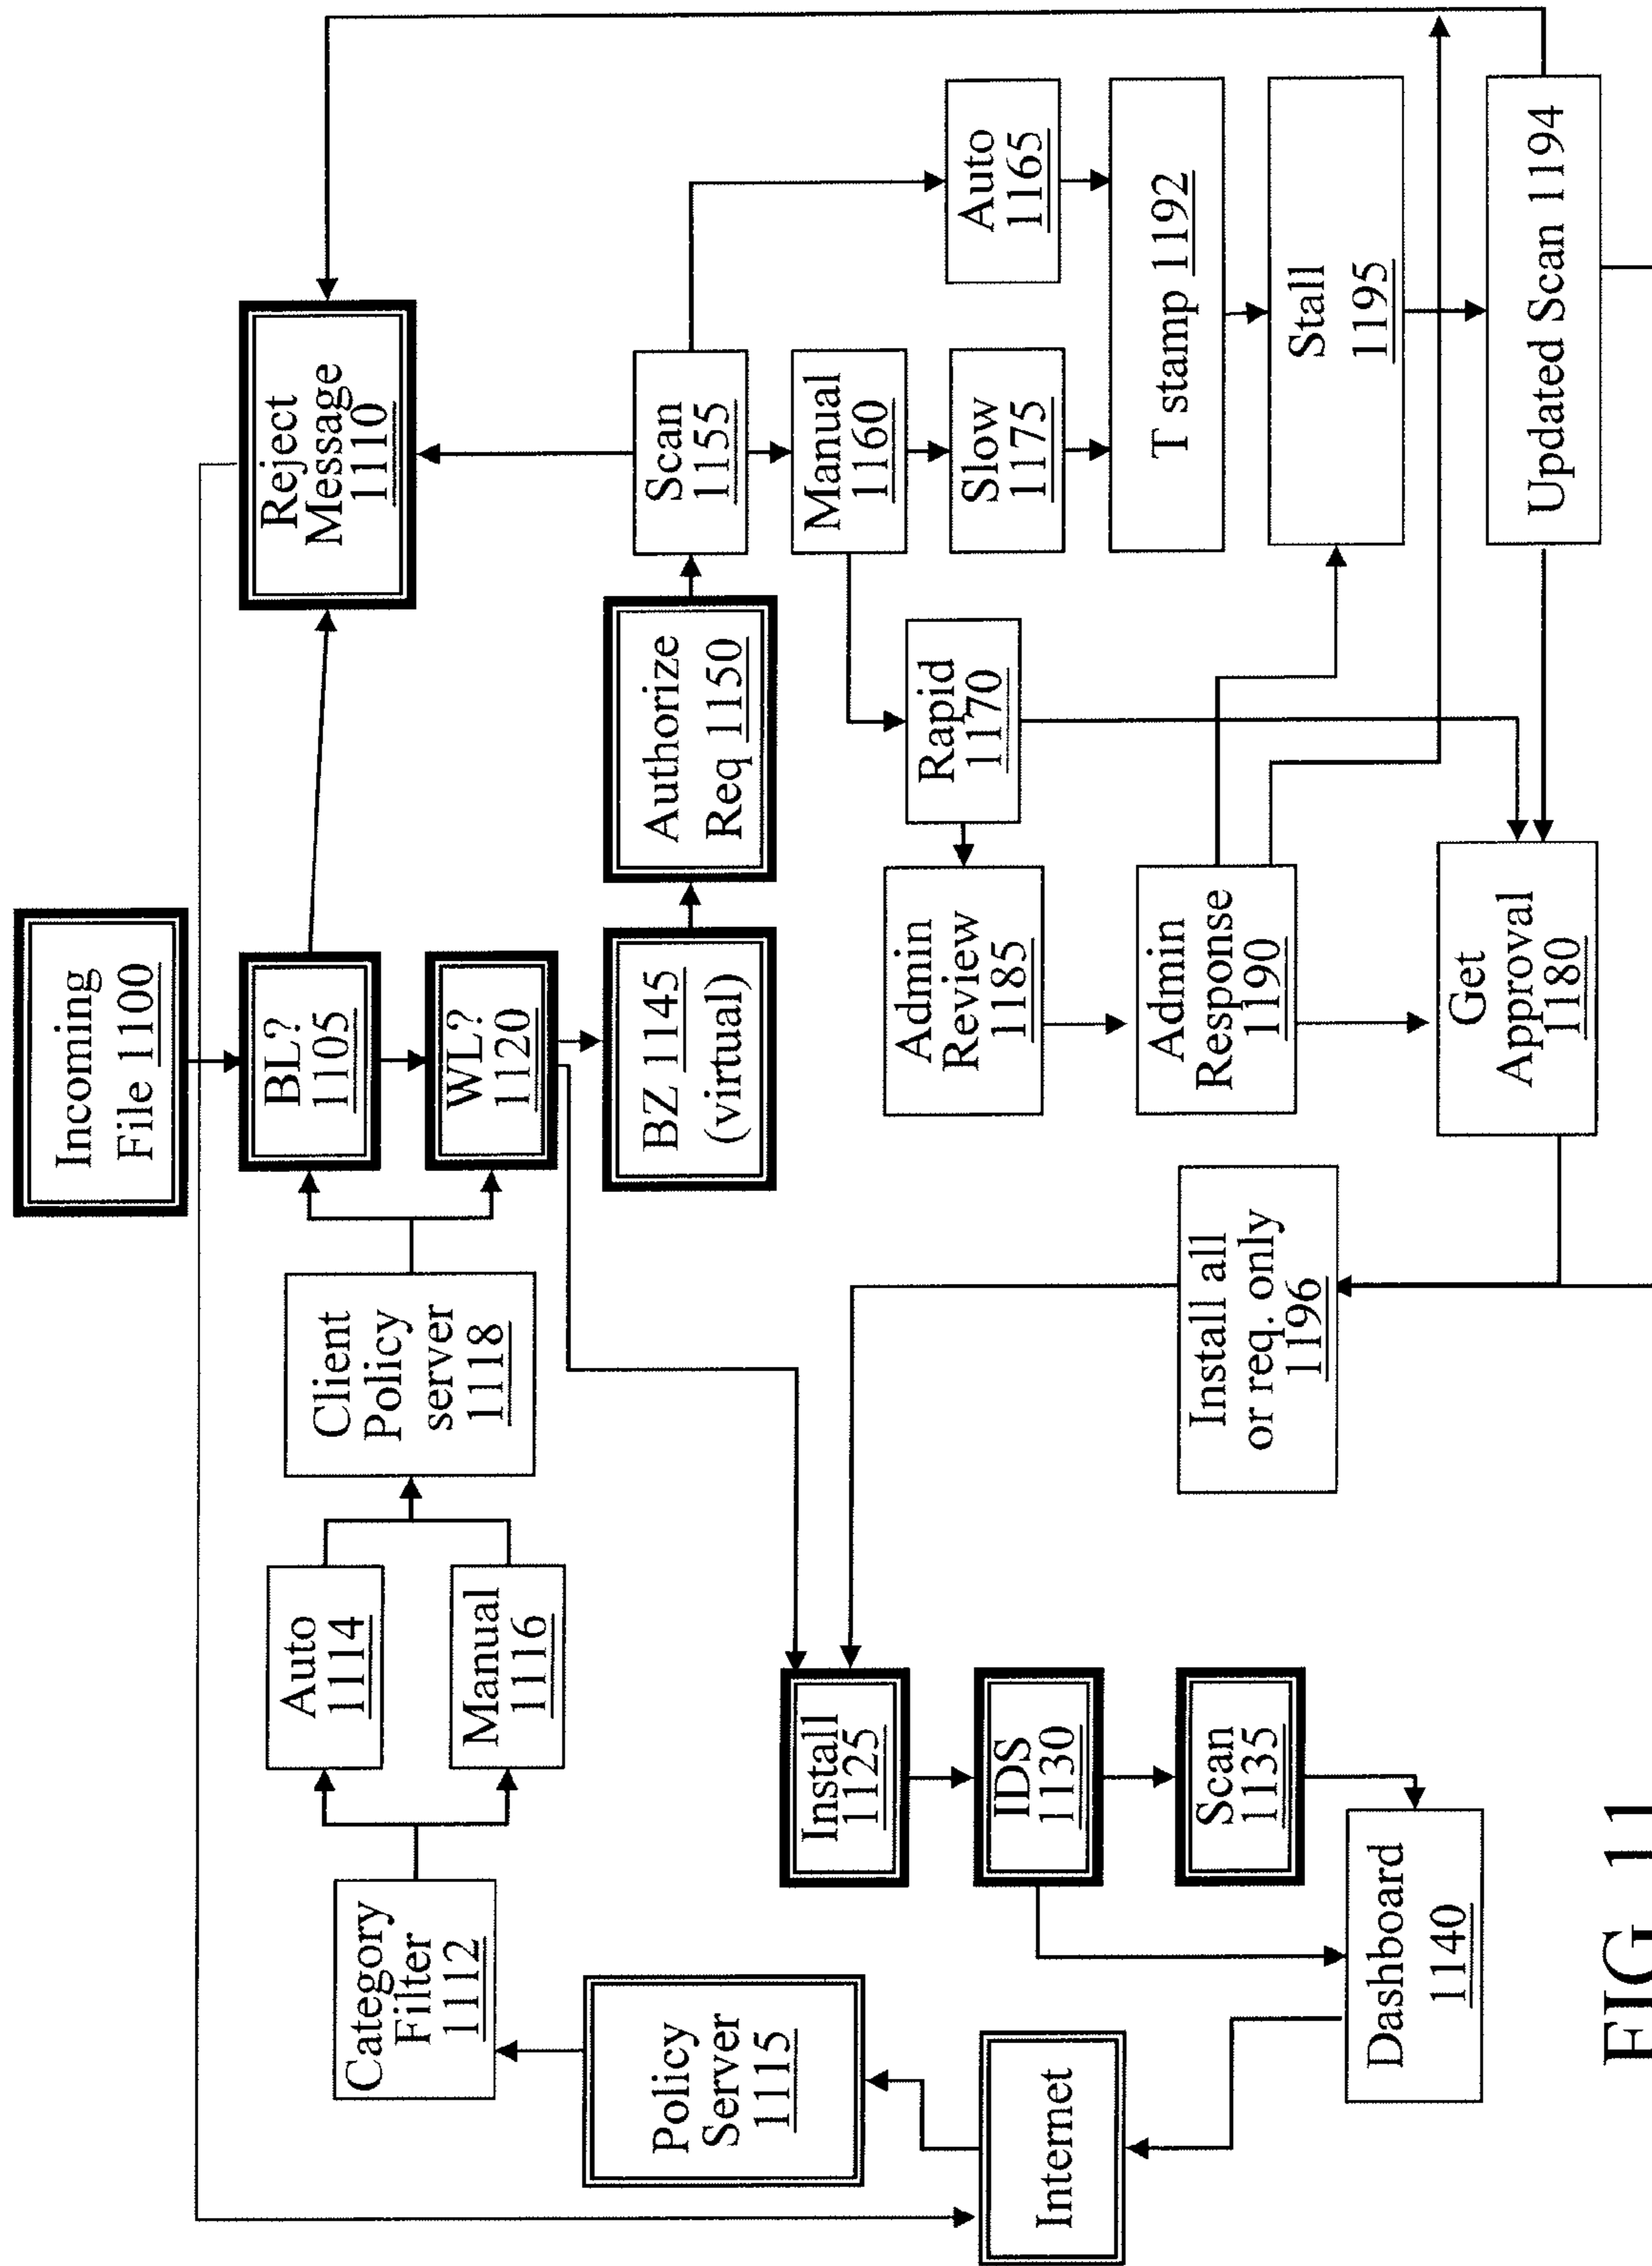 Incoming
File 1100
BL?
1105
Reject
Message
1110
Auto
1114
Client
Policy
server
1118
Category
Filter
1112
Manual
1116
WL?
1120
Policy
Server
1115
BZ 1145
(virtual)
Authorize
Req 1150
Scan
1155
Install
1125
Manual
1160
Admin
Review
1185
Rapid
1170
Slow
1175
Auto
1165
Internet
IDS
1130
T stamp 1192
Admin
Response
1190
Scan
1135
Install all
or req. only
1196
Stall
1195
Dashboard
1140
Get
Approval
1180
Updated Scan 1194
FIG 11